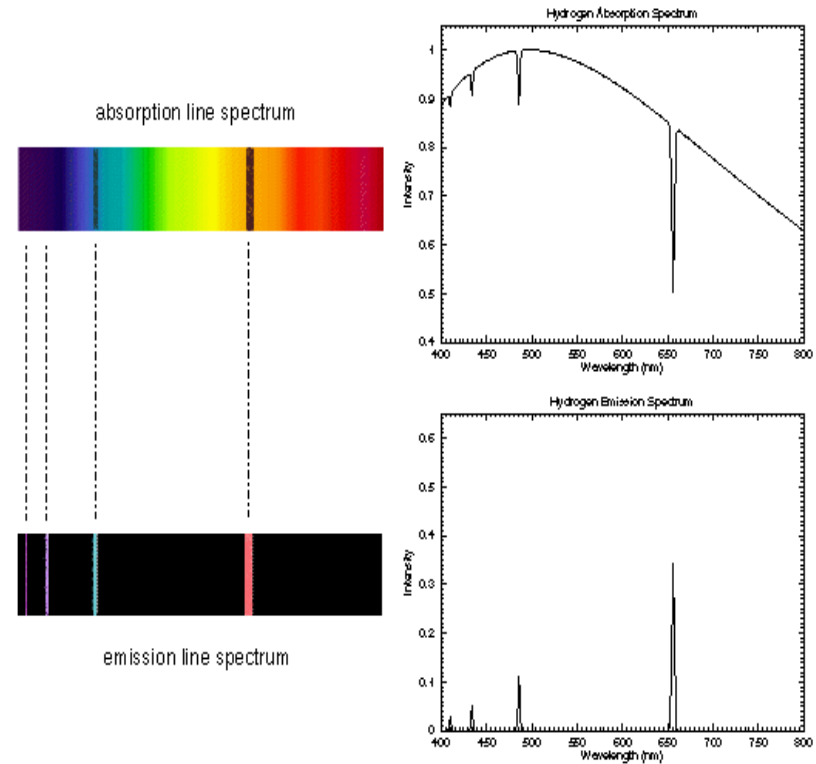 absorption line spectrum
emission line spectrum
Hydrogen Absorption Spectrum
1
0.9
0.8
0.7
0.6
0.5
0.4
Intensity
400 450 500 550 600 650 700 750 800
Wavelength (nm)
Hydrogen Emission Spectrum
0.6
0.5
0.4
0.3
0.2
0.1
0
Intensity
400 450 500 550 600 650 700 750 800
Wavelength (nm)